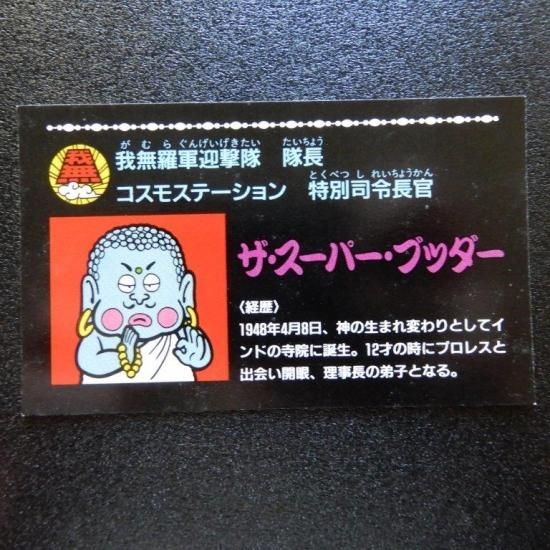 がむらぐんげいげきたい たいちょう
我無羅軍迎撃隊 隊長
とくべつしれいちょうかん
コスモステーション 特別司令長官
我無
ザ・スーパー・ブッダー
〈経歴〉
1948年4月8日、神の生まれ変わりとしてイ
ンドの寺院に誕生。12才の時にプロレスと
出会い開眼、理事長の弟子となる。